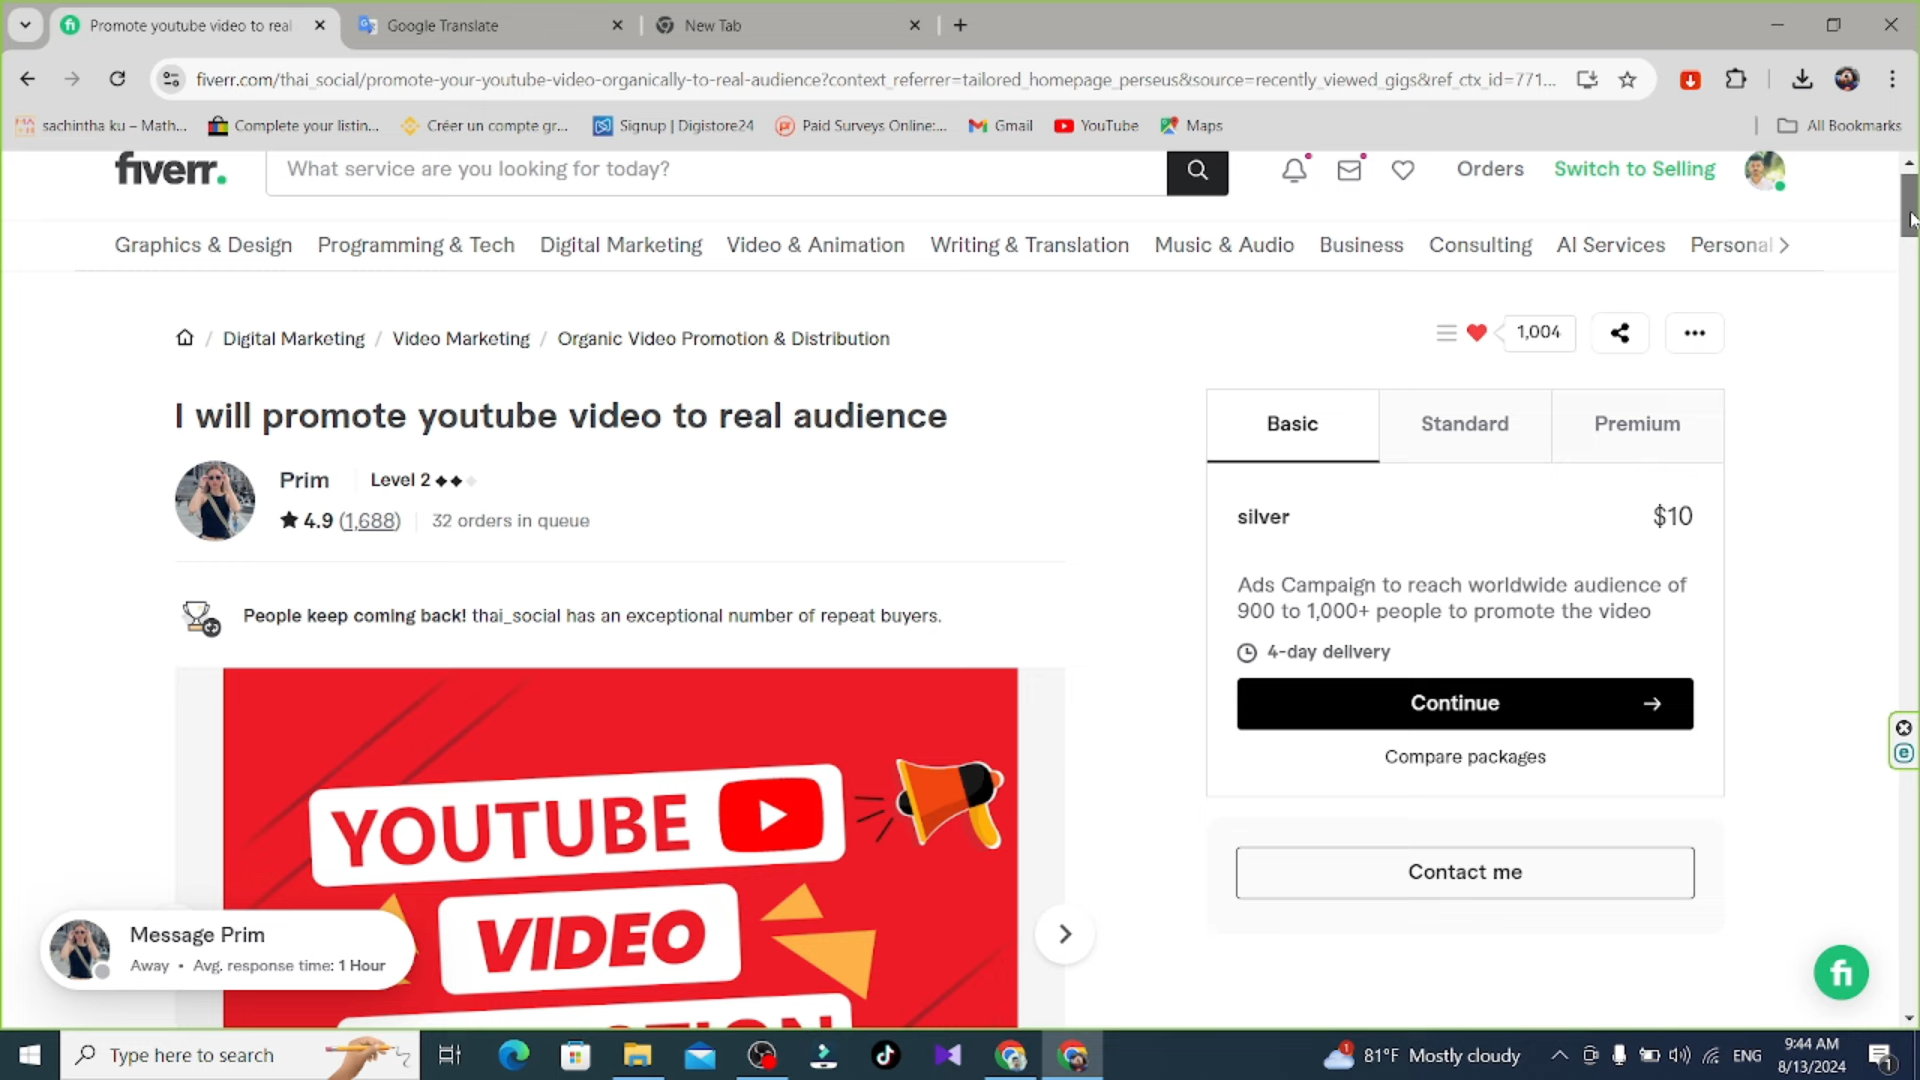 Promote youtube video to real
Google Translate
New Tab
fiverr.com/thai_social/promote-your-youtube-video-organically-to-real-audience?context_referrer=tailored_homepage_perseus&source=recently_viewed_gigs&ref_ctx_id=771...
sachintha ku – Math...
Complete your listin...
Créer un compte gr...
Signup | Digistore24
Paid Surveys Online:...
Gmail
YouTube
Maps
All Bookmarks
fiverr.
What service are you looking for today?
Orders
Switch to Selling
Graphics & Design
Programming & Tech
Digital Marketing
Video & Animation
Writing & Translation
Music & Audio
Business
Consulting
AI Services
Personal
/ Digital Marketing / Video Marketing / Organic Video Promotion & Distribution
1,004
I will promote youtube video to real audience
Prim
Level 2
4.9 (1,688)
32 orders in queue
People keep coming back! thai_social has an exceptional number of repeat buyers.
YOUTUBE
VIDEO
Message Prim
Away • Avg. response time: 1 Hour
Basic
Standard
Premium
silver
$10
Ads Campaign to reach worldwide audience of
900 to 1,000+ people to promote the video
4-day delivery
Continue
Compare packages
Contact me
fi
Type here to search
81°F Mostly cloudy
ENG
9:44 AM
8/13/2024